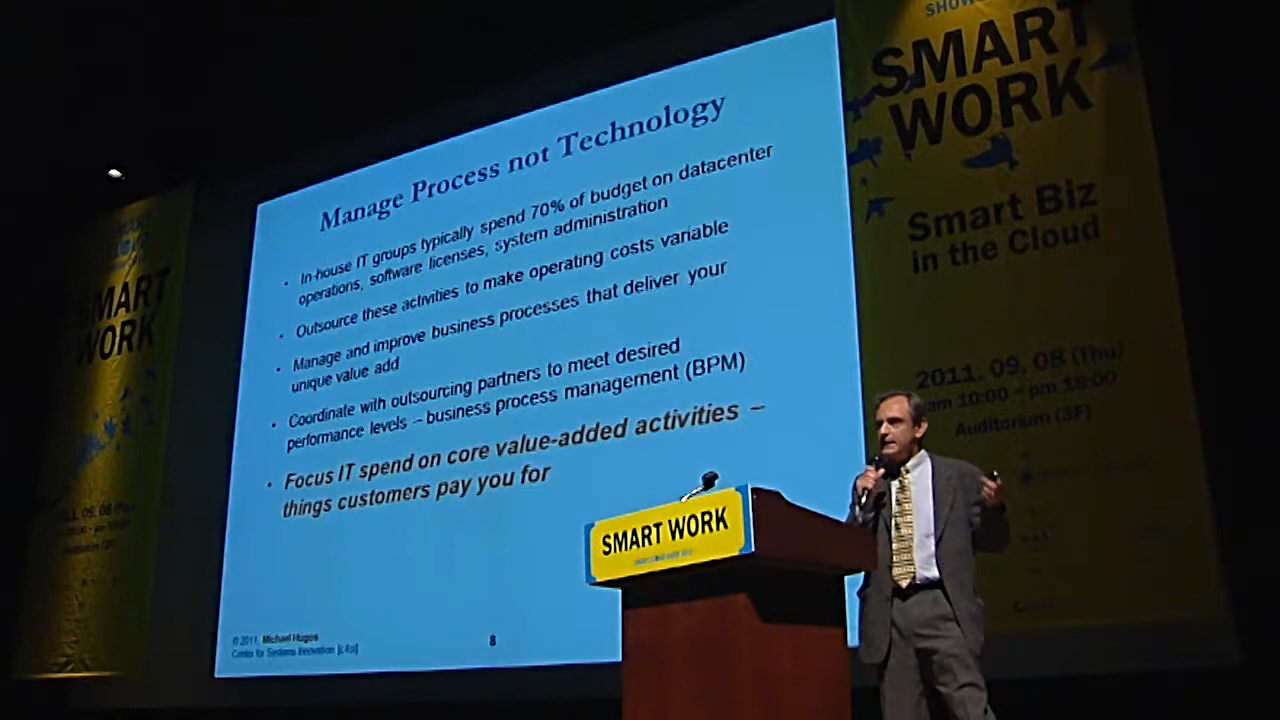 Manage Process not Technology
• In-house IT groups typically spend 70% of budget on datacenter
operations, software licenses, system administration
• Outsource these activities to make operating costs variable
• Manage and improve business processes that deliver your
unique value add
• Coordinate with outsourcing partners to meet desired
performance levels – business process management (BPM)
• Focus IT spend on core value-added activities –
things customers pay you for
© 2011, Michael Hugos
Center for Systems Innovation [c4si]
8
SMART WORK
SMART
WORK
Smart Biz
in the Cloud
2011. 09. 08 (Thu)
am 10:00 ~ pm 18:00
Auditorium (3F)
SMART
WORK